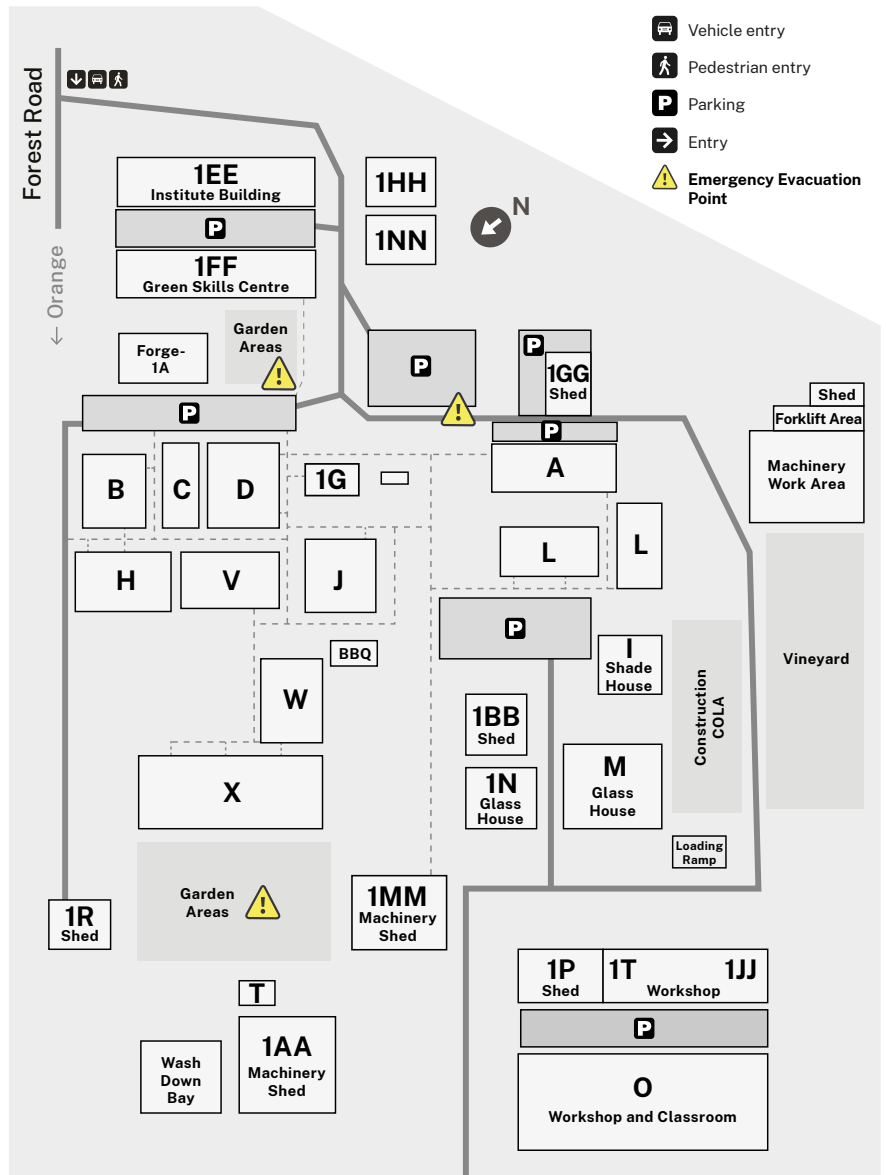 Vehicle entry
Pedestrian entry
P Parking
Entry
Emergency Evacuation
Point
Forest Road
← Orange
N
1EE
Institute Building
P
1FF
Green Skills Centre
1HH
1NN
Garden
Areas
Forge-
1A
P
P
P
1GG
Shed
P
A
Shed
Forklift Area
Machinery
Work Area
B
C
D
1G
L
L
H
V
J
P
BBQ
W
I
Shade
House
Construction
COLA
Vineyard
1BB
Shed
X
1N
Glass
House
M
Glass
House
Loading
Ramp
Garden
Areas
1R
Shed
1MM
Machinery
Shed
T
1P
Shed
1T 1JJ
Workshop
P
1AA
Machinery
Shed
Wash
Down
Bay
O
Workshop and Classroom